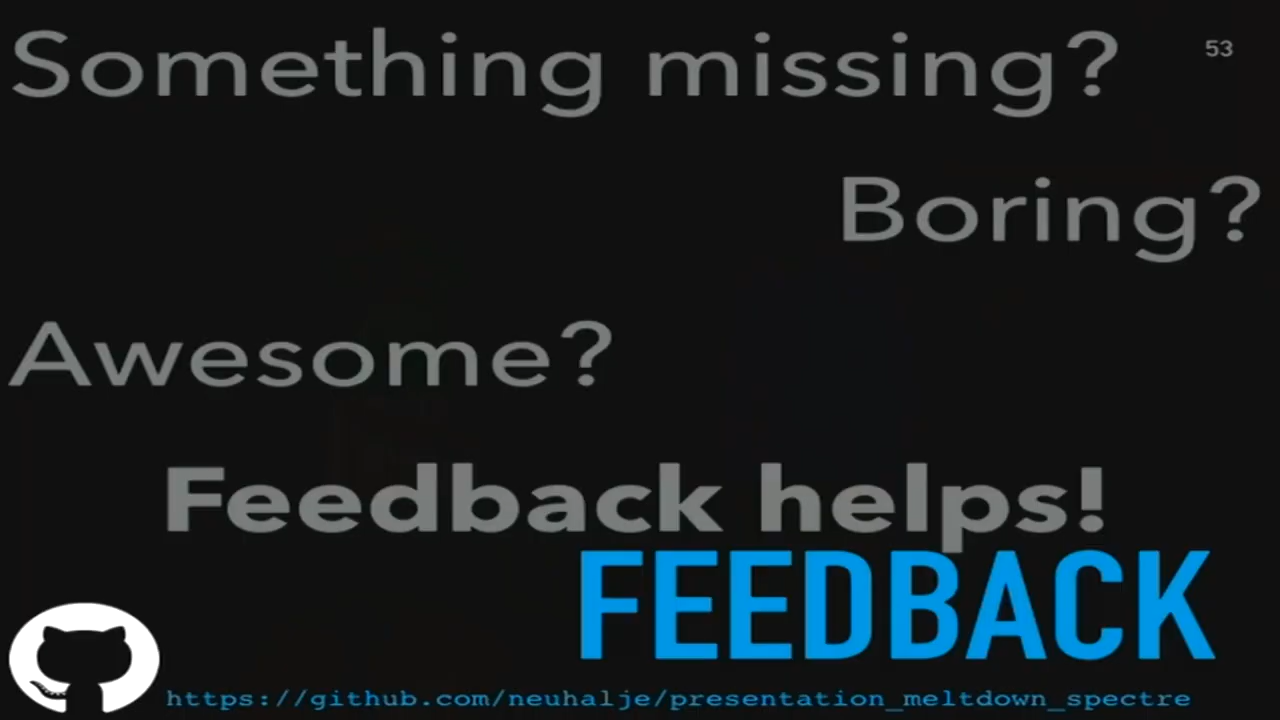 Something missing?
53
Boring?
Awesome?
Feedback helps!
FEEDBACK
https://github.com/neuhalje/presentation_meltdown_spectre